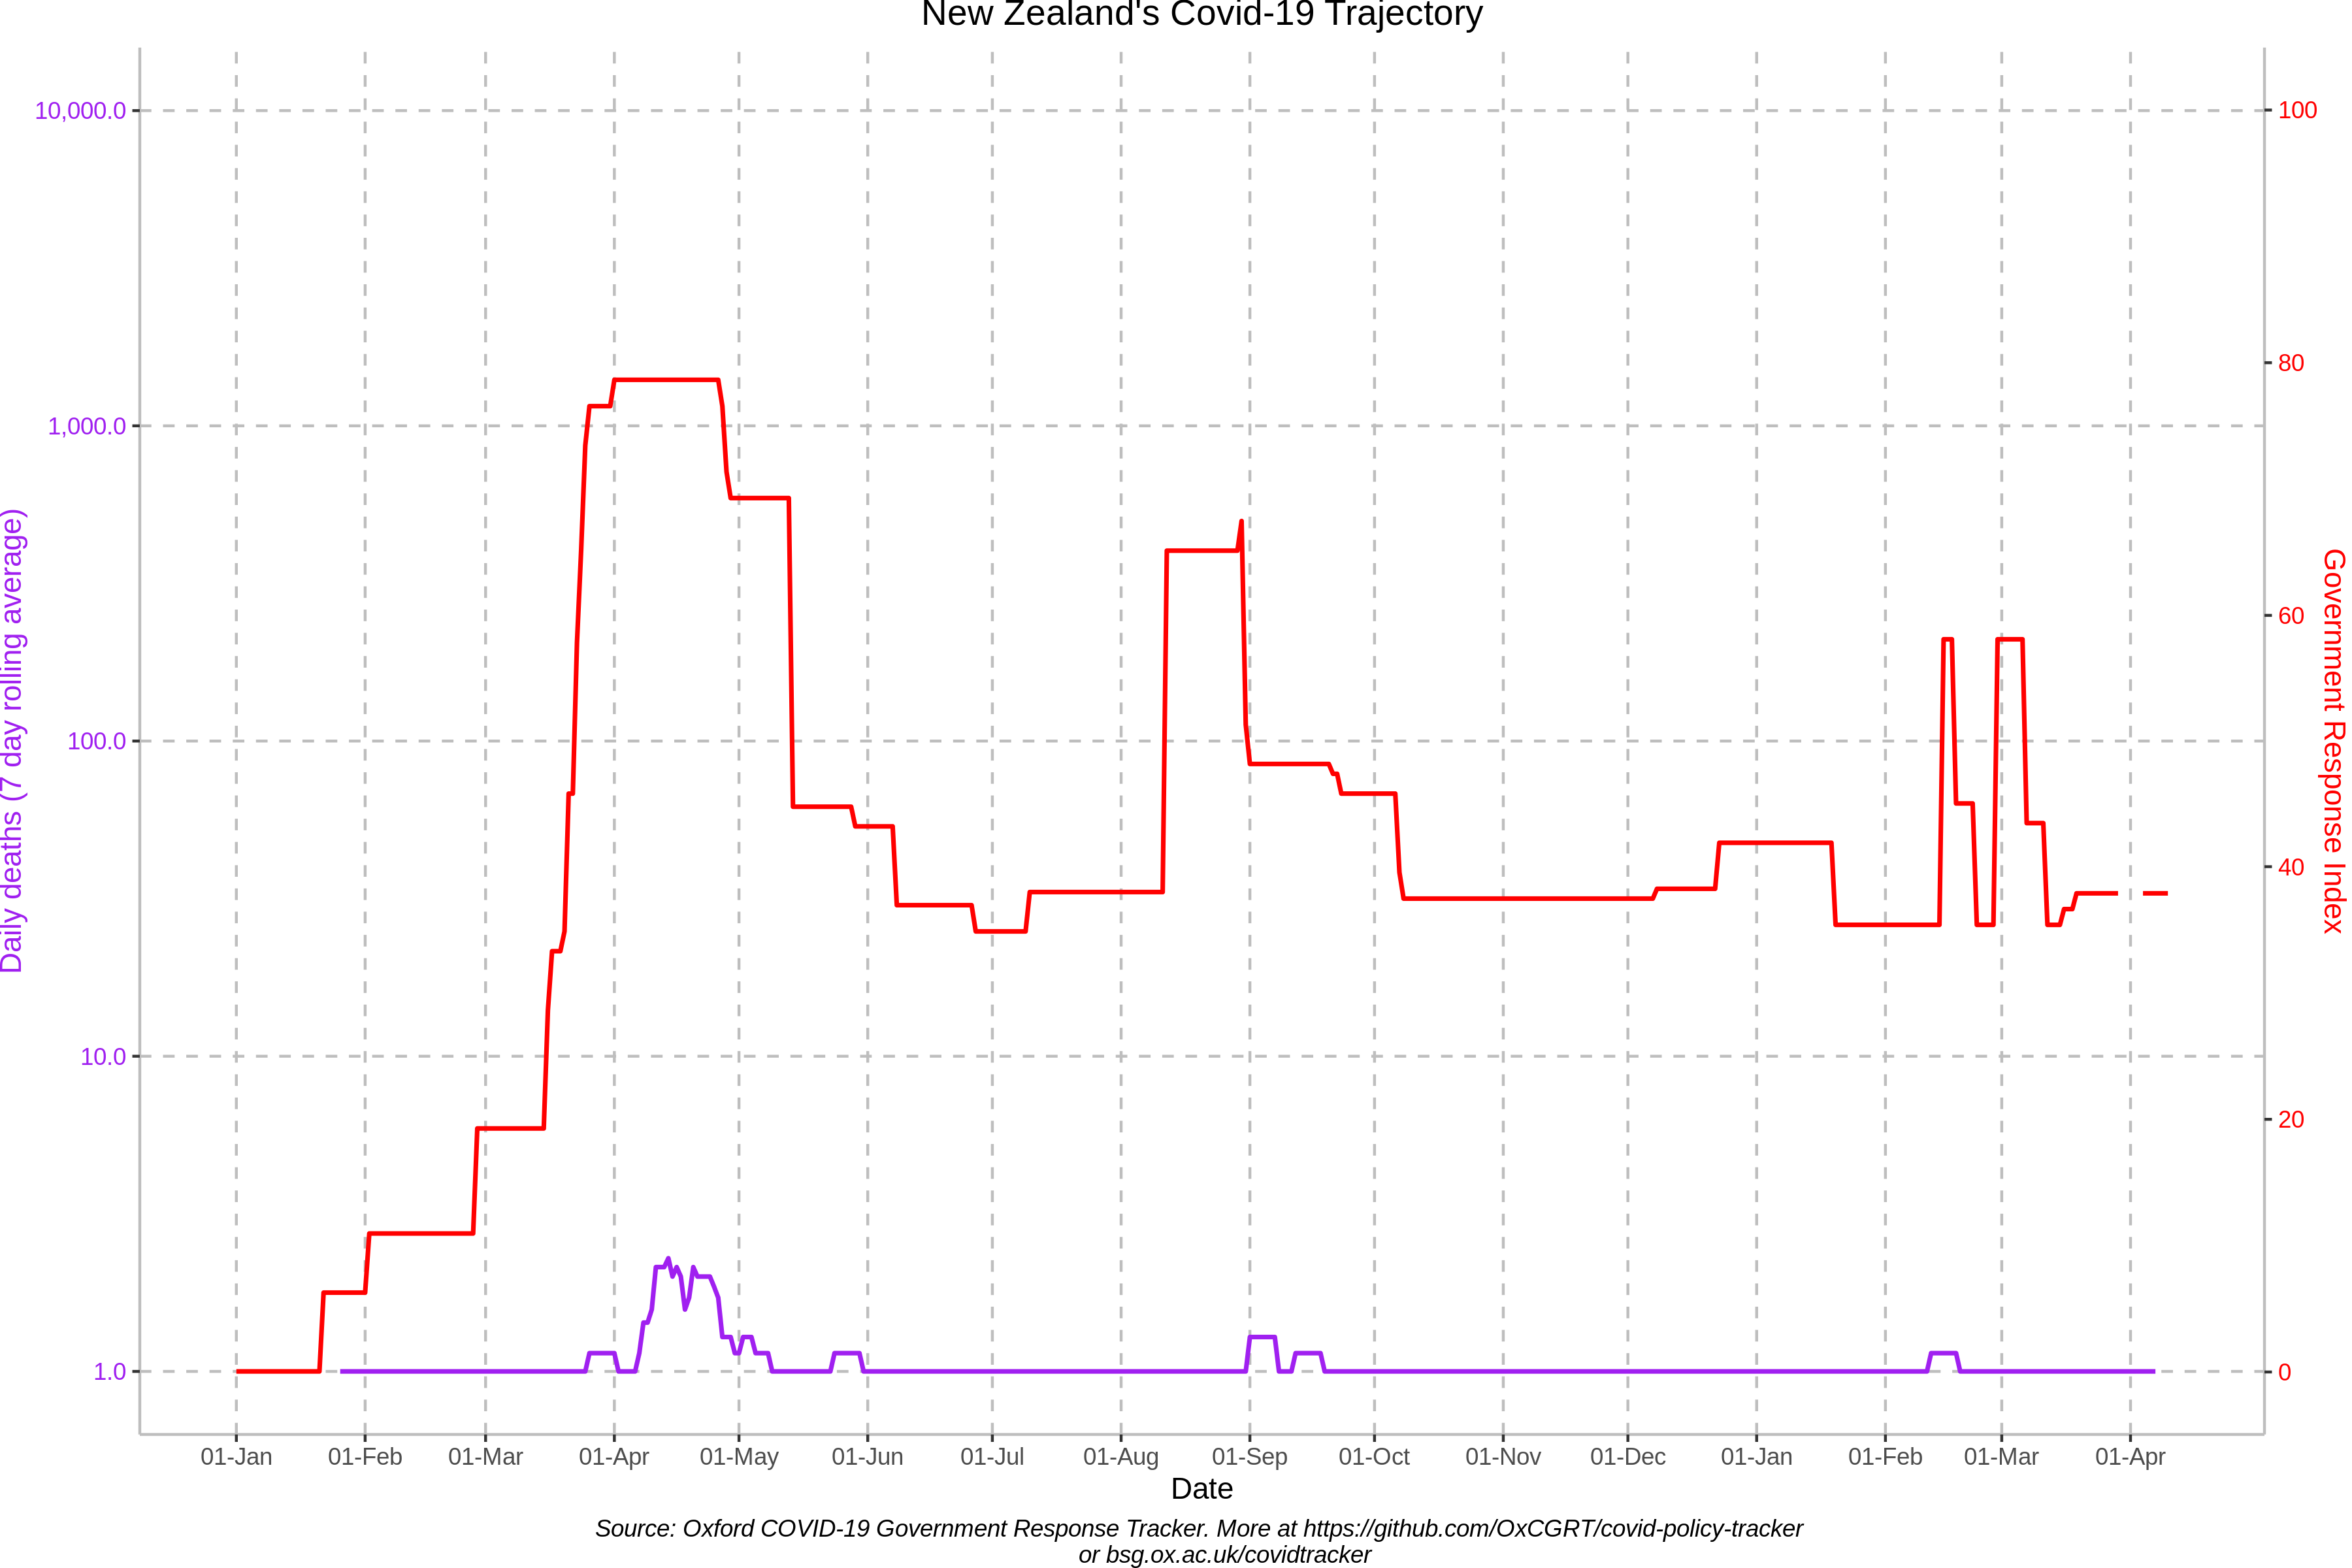 New Zealand's Covid-19 Trajectory
10,000.0
1,000.0
100.0
10.0
1.0
Daily deaths (7 day rolling average)
100
80
60
40
20
0
Government Response Index
01-Jan 01-Feb 01-Mar 01-Apr 01-May 01-Jun 01-Jul 01-Aug 01-Sep 01-Oct 01-Nov 01-Dec 01-Jan 01-Feb 01-Mar 01-Apr
Date
Source: Oxford COVID-19 Government Response Tracker. More at https://github.com/OxCGRT/covid-policy-tracker
or bsg.ox.ac.uk/covidtracker